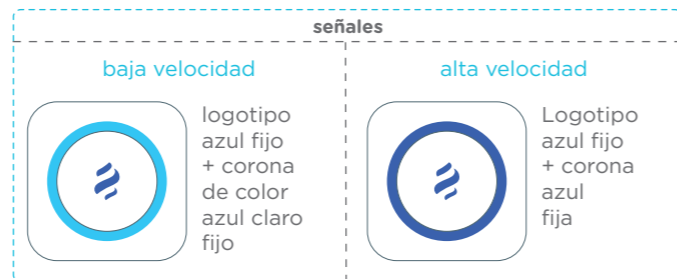 señales
baja velocidad
logotipo
azul fijo
+ corona
de color
azul claro
fijo
alta velocidad
Logotipo
azul fijo
+ corona
azul
fija